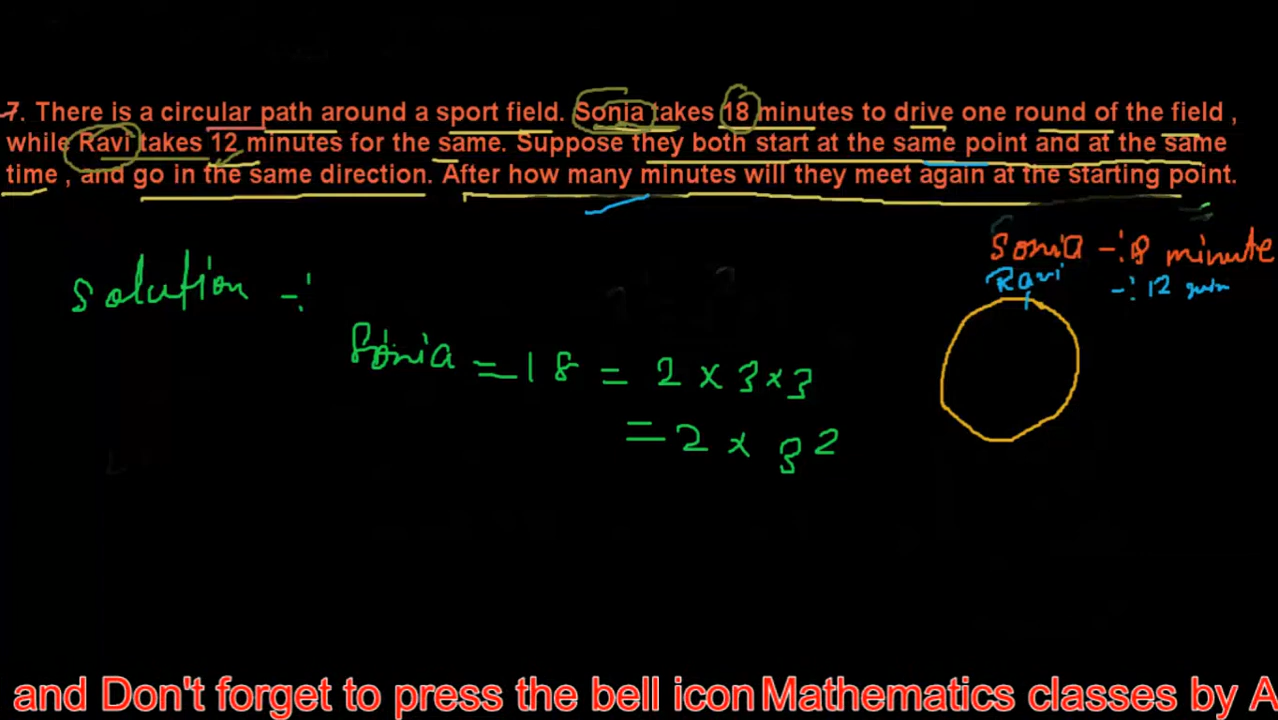 7. There is a circular path around a sport field. Sonia takes 18 minutes to drive one round of the field ,
while Ravi takes 12 minutes for the same. Suppose they both start at the same point and at the same
time , and go in the same direction. After how many minutes will they meet again at the starting point.
Sonia -: 8 minute
Ravi -: 12 min
Solution -:
Sonia = 18 = 2 × 3 × 3
= 2 × 3²
and Don't forget to press the bell icon Mathematics classes by A